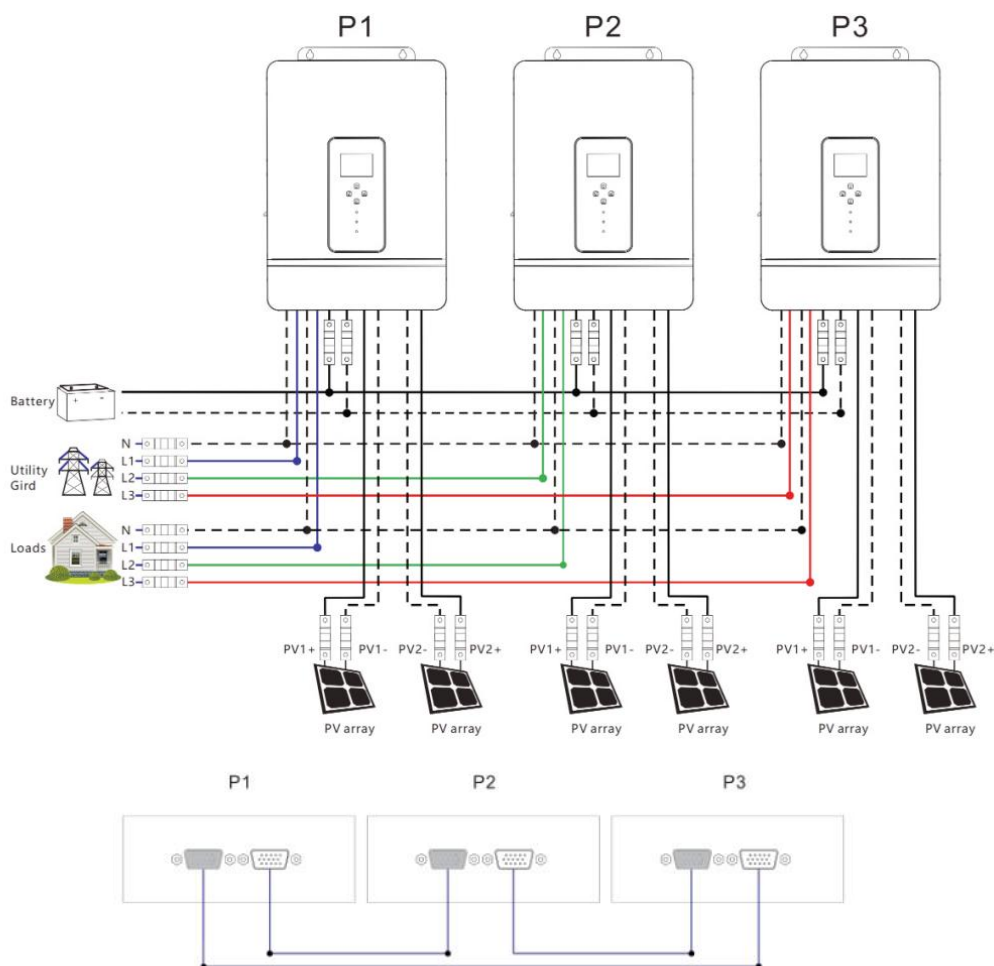 P1 P2 P3
Battery
Utility
Gird
N
L1
L2
L3
Loads
N
L1
L2
L3
PV1+ PV1- PV2- PV2+ PV1+ PV1- PV2- PV2+ PV1+ PV1- PV2- PV2+
PV array PV array PV array PV array PV array PV array
P1 P2 P3